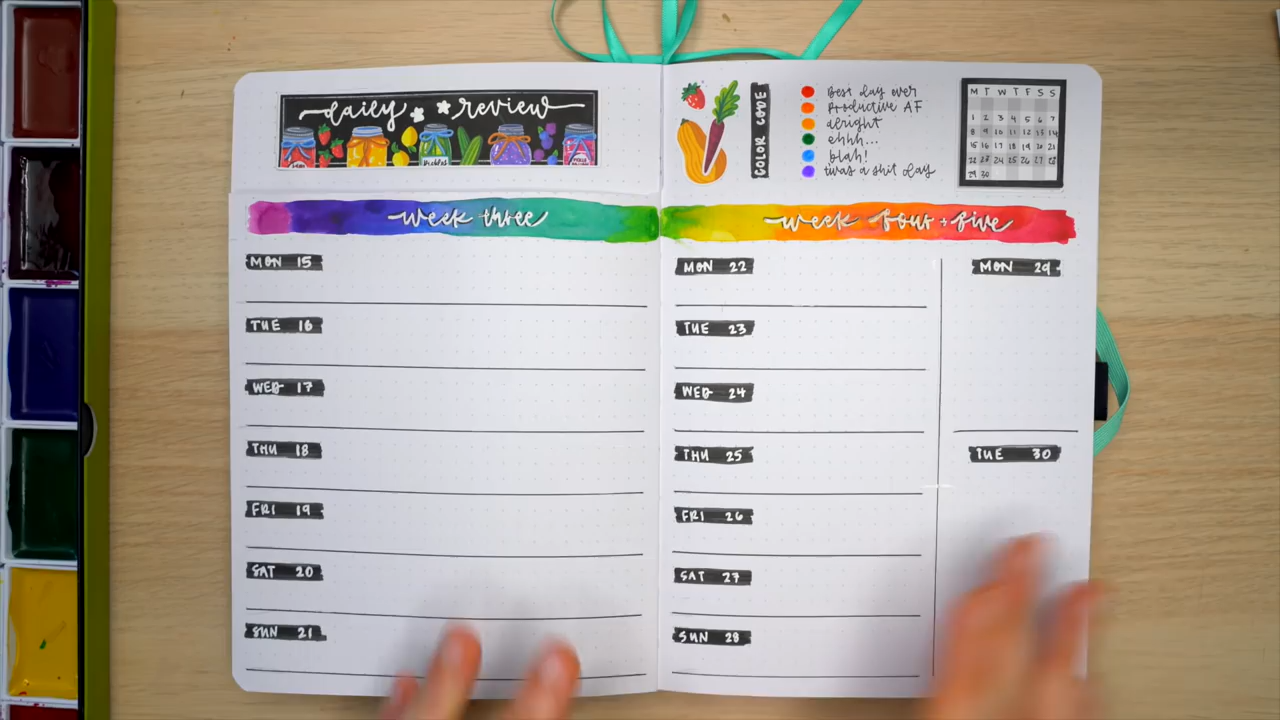 daily review
Pickles
COLOR CODE
Best day ever
Productive AF
alright
ehhh...
blah!
twas a shit day
M T W T F S S
1 2 3 4 5 6 7
8 9 10 11 12 13 14
15 16 17 18 19 20 21
22 23 24 25 26 27 28
29 30
week three
MON 15
TUE 16
WED 17
THU 18
FRI 19
SAT 20
SUN 21
week four + five
MON 22
TUE 23
WED 24
THU 25
FRI 26
SAT 27
SUN 28
MON 29
TUE 30